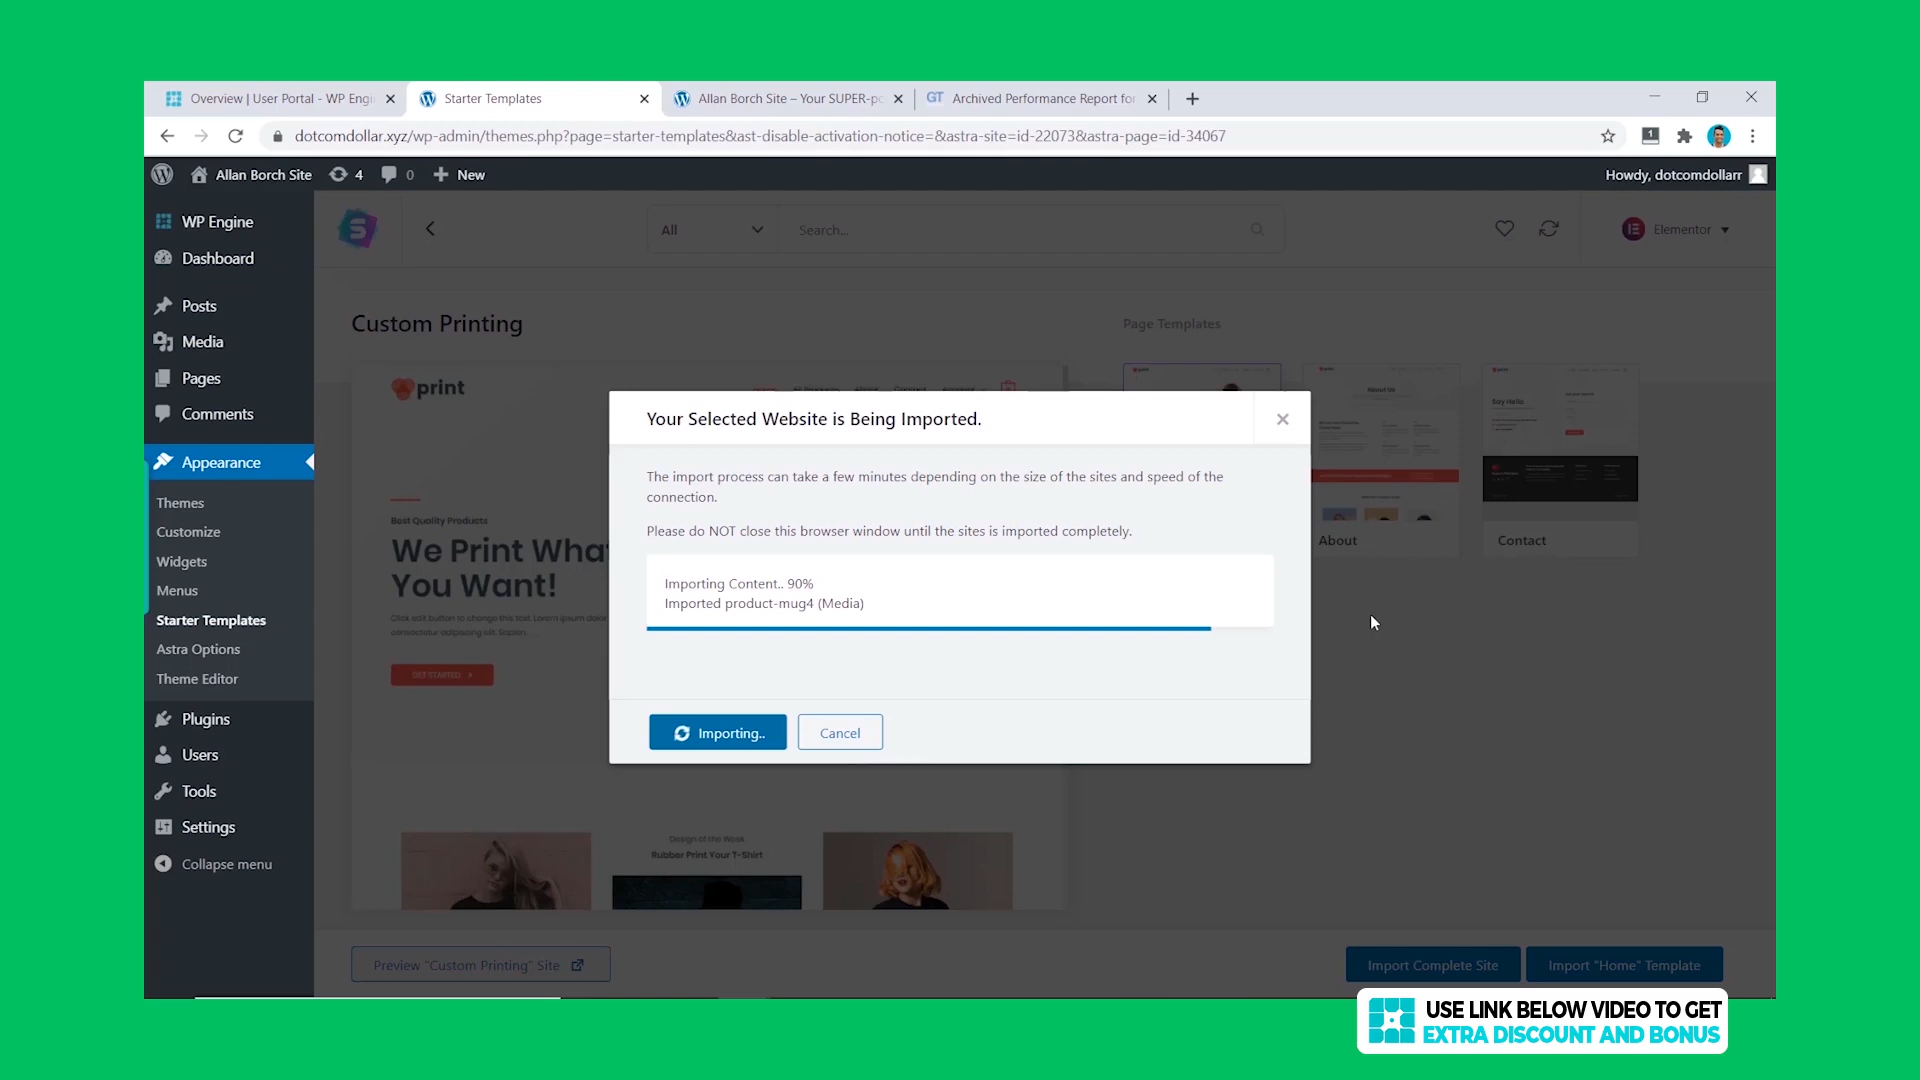 Overview | User Portal - WP Engi
Starter Templates
Allan Borch Site – Your SUPER-po
GT
Archived Performance Report for
dotcomdollar.xyz/wp-admin/themes.php?page=starter-templates&ast-disable-activation-notice=&astra-site=id-22073&astra-page=id-34067
1
Allan Borch Site
4
0
New
Howdy, dotcomdollarr
WP Engine
Dashboard
Posts
Media
Pages
Comments
Appearance
Themes
Customize
Widgets
Menus
Starter Templates
Astra Options
Theme Editor
Plugins
Users
Tools
Settings
Collapse menu
All
Search...
Elementor
Custom Printing
Page Templates
print
Best Quality Products
We Print What
You Want!
Click edit button to change this text. Lorem ipsum dolor
consectetur adipiscing elit.
GET STARTED
Your Selected Website is Being Imported.
The import process can take a few minutes depending on the size of the sites and speed of the
connection.
Please do NOT close this browser window until the sites is imported completely.
Importing Content.. 90%
Imported product-mug4 (Media)
Importing..
Cancel
About Us
Say Hello
About
Contact
Design of the Week
Rubber Print Your T-Shirt
Preview "Custom Printing" Site
Import Complete Site
Import "Home" Template
USE LINK BELOW VIDEO TO GET
EXTRA DISCOUNT AND BONUS